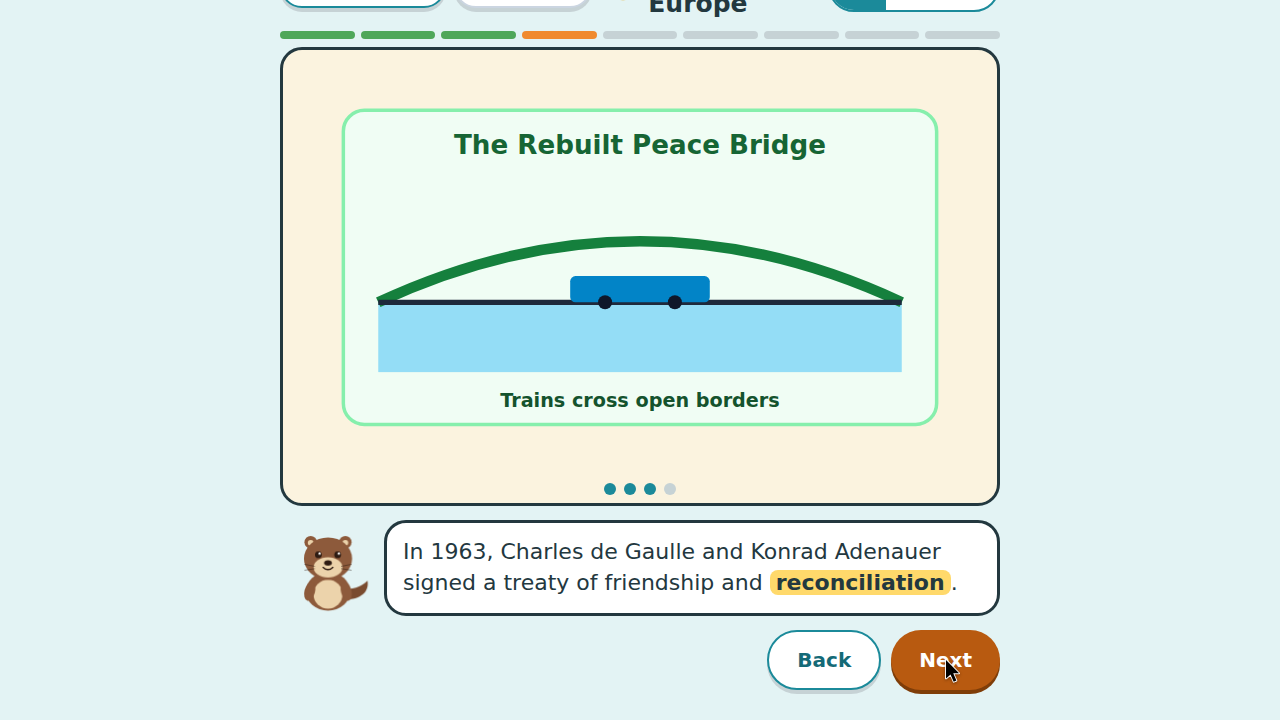 Europe
The Rebuilt Peace Bridge
Trains cross open borders
In 1963, Charles de Gaulle and Konrad Adenauer
signed a treaty of friendship and reconciliation.
Back
Next